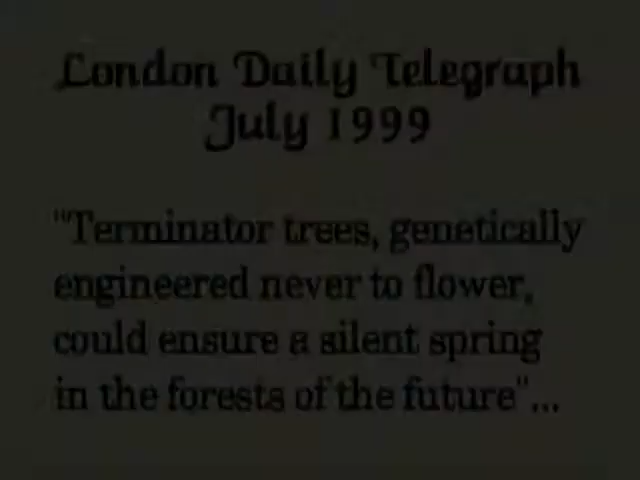 London Daily Telegraph
July 1999
"Terminator trees, genetically
engineered never to flower,
could ensure a silent spring
in the forests of the future"...